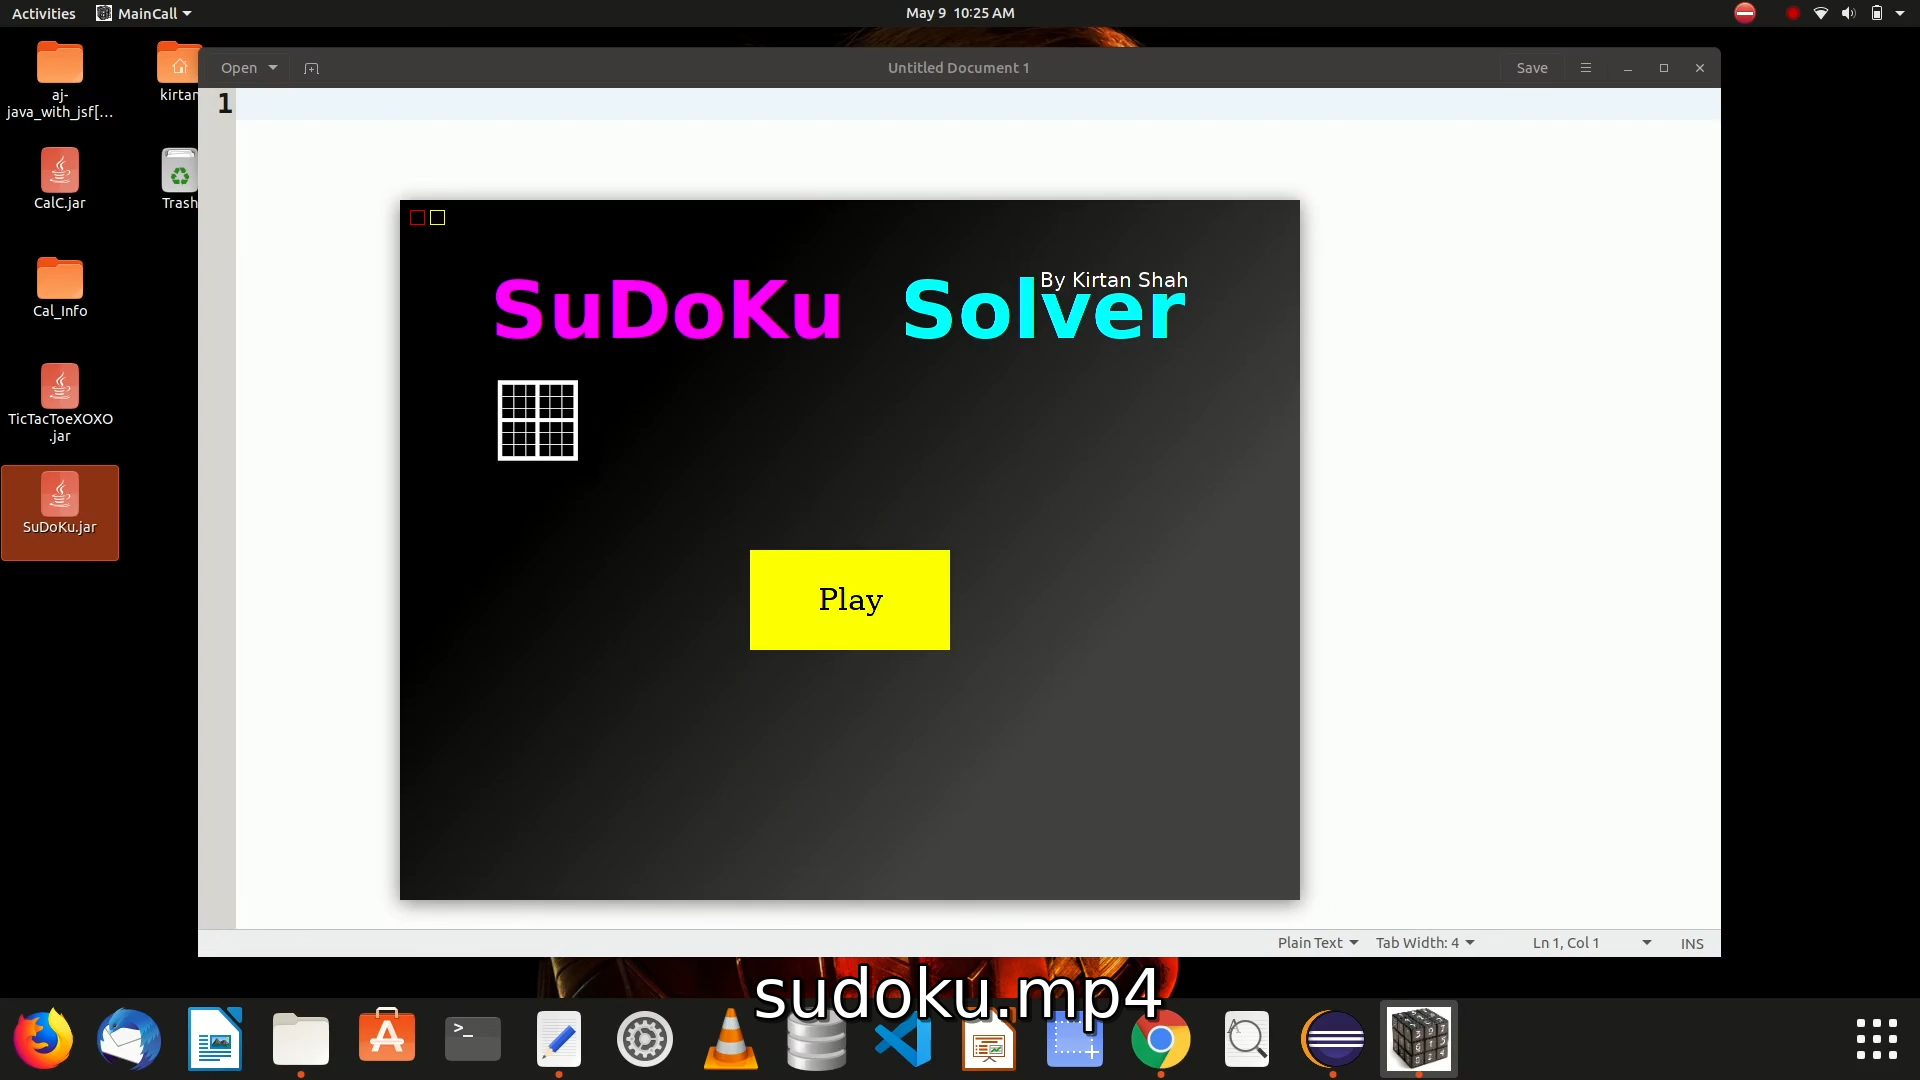 Activities MainCall May 9 10:25 AM
Open Untitled Document 1 Save
1
aj-
java_with_jsf[...
kirtan
CalC.jar
Trash
Cal_Info
TicTacToeXOXO
.jar
SuDoKu.jar
By Kirtan Shah
SuDoKu Solver
Play
Plain Text Tab Width: 4 Ln 1, Col 1 INS
sudoku.mp4